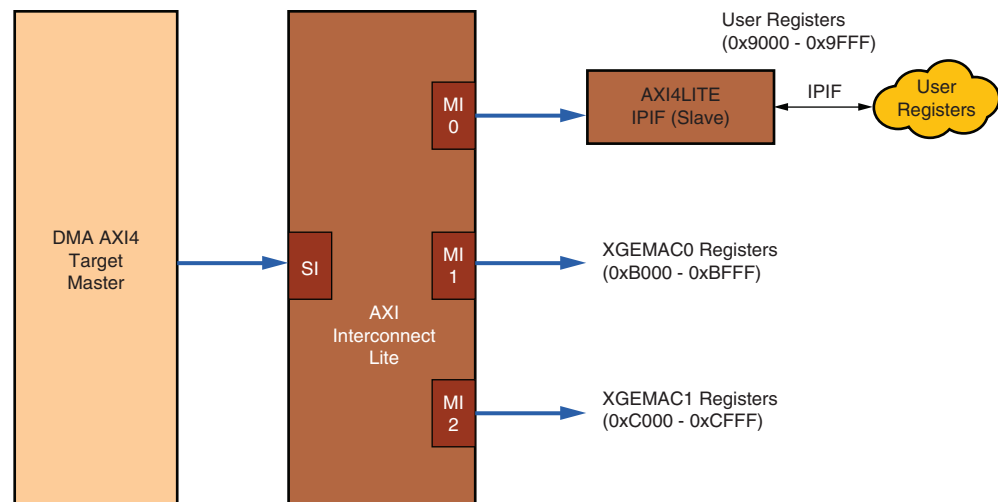 User Registers
(0x9000 - 0x9FFF)
MI
0
AXI4LITE
IPIF (Slave)
IPIF
User
Registers
DMA AXI4
Target
Master
SI
MI
1
XGEMAC0 Registers
(0xB000 - 0xBFFF)
AXI
Interconnect
Lite
MI
2
XGEMAC1 Registers
(0xC000 - 0xCFFF)